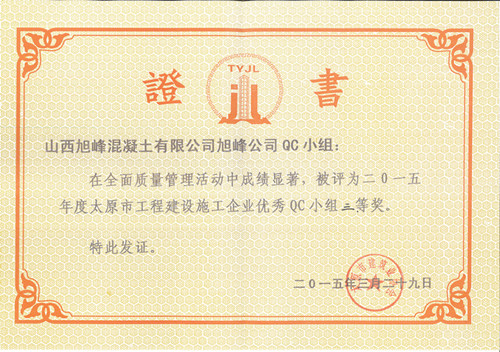 TYJL
證 書
山西旭峰混凝土有限公司旭峰公司QC小组：
在全面质量管理活动中成绩显著，被评为二０一五
年度太原市工程建设施工企业优秀QC小组三等奖。
特此发证。
二０一五年三月二十九日